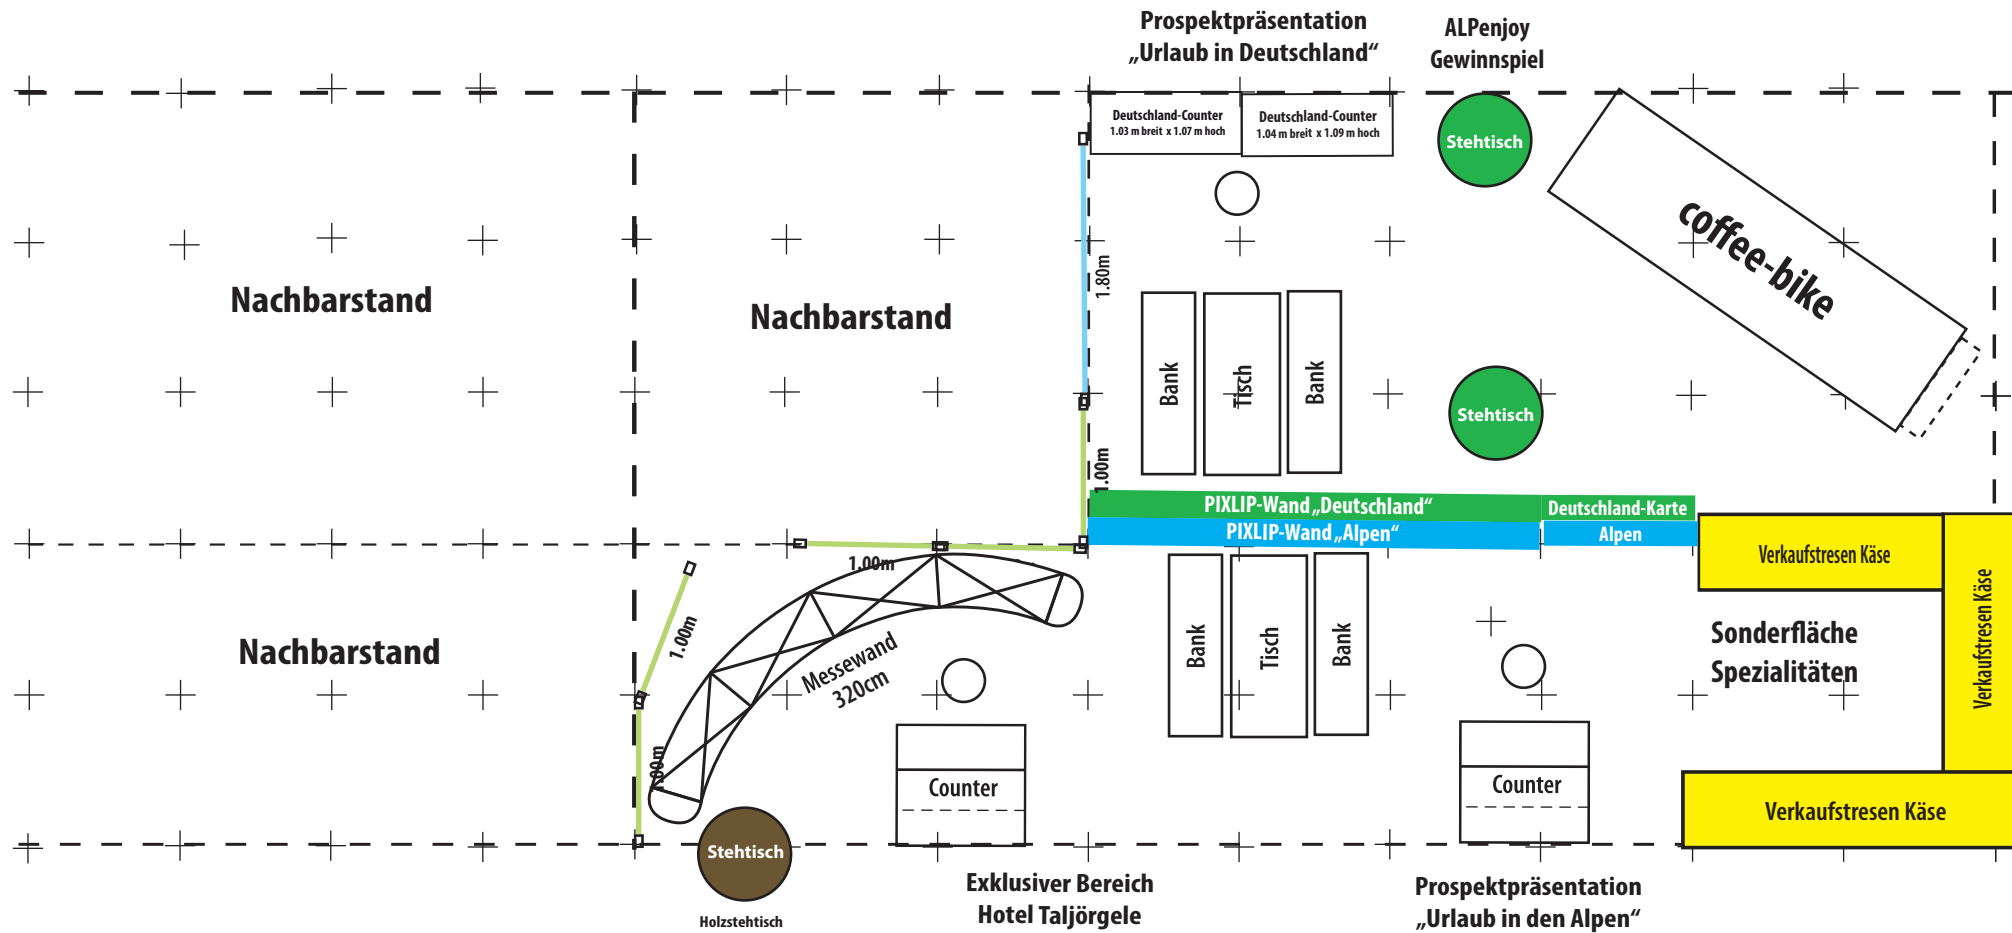 Prospektpräsentation
„Urlaub in Deutschland“
ALPenjoy
Gewinnspiel
Deutschland-Counter
1.03 m breit x 1.07 m hoch
Deutschland-Counter
1.04 m breit x 1.09 m hoch
Stehtisch
coffee-bike
Nachbarstand
Nachbarstand
1.80m
Bank
Tisch
Bank
Stehtisch
1.00m
PIXLIP-Wand „Deutschland“
Deutschland-Karte
PIXLIP-Wand „Alpen“
Alpen
Verkaufstresen Käse
1.00m
1.00m
Nachbarstand
Messewand
320cm
Bank
Tisch
Bank
Sonderfläche
Spezialitäten
Verkaufstresen Käse
1.00m
Counter
Counter
Verkaufstresen Käse
Stehtisch
Holzstehtisch
Exklusiver Bereich
Hotel Taljörgele
Prospektpräsentation
„Urlaub in den Alpen“